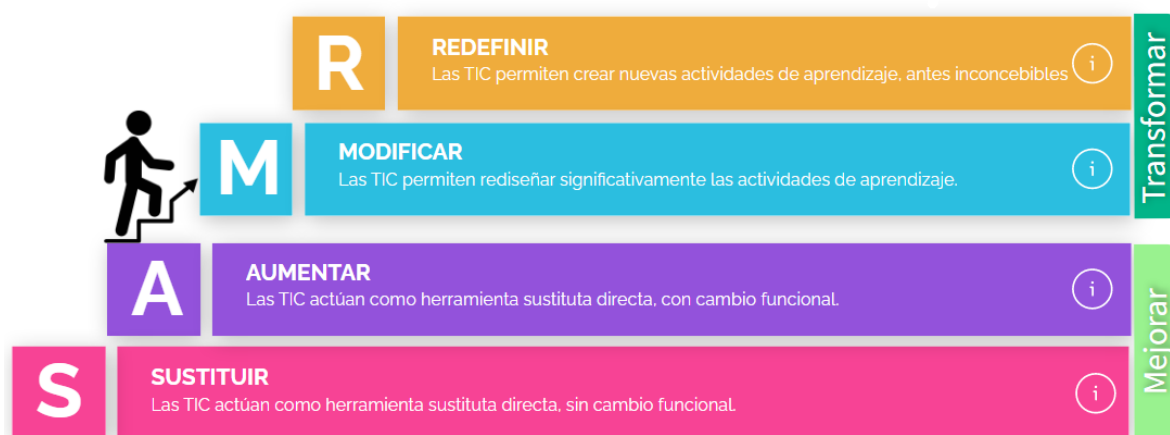 R
REDEFINIR
Las TIC permiten crear nuevas actividades de aprendizaje, antes inconcebibles
i
M
MODIFICAR
Las TIC permiten rediseñar significativamente las actividades de aprendizaje.
i
Transformar
A
AUMENTAR
Las TIC actúan como herramienta sustituta directa, con cambio funcional.
i
S
SUSTITUIR
Las TIC actúan como herramienta sustituta directa, sin cambio funcional.
i
Mejorar